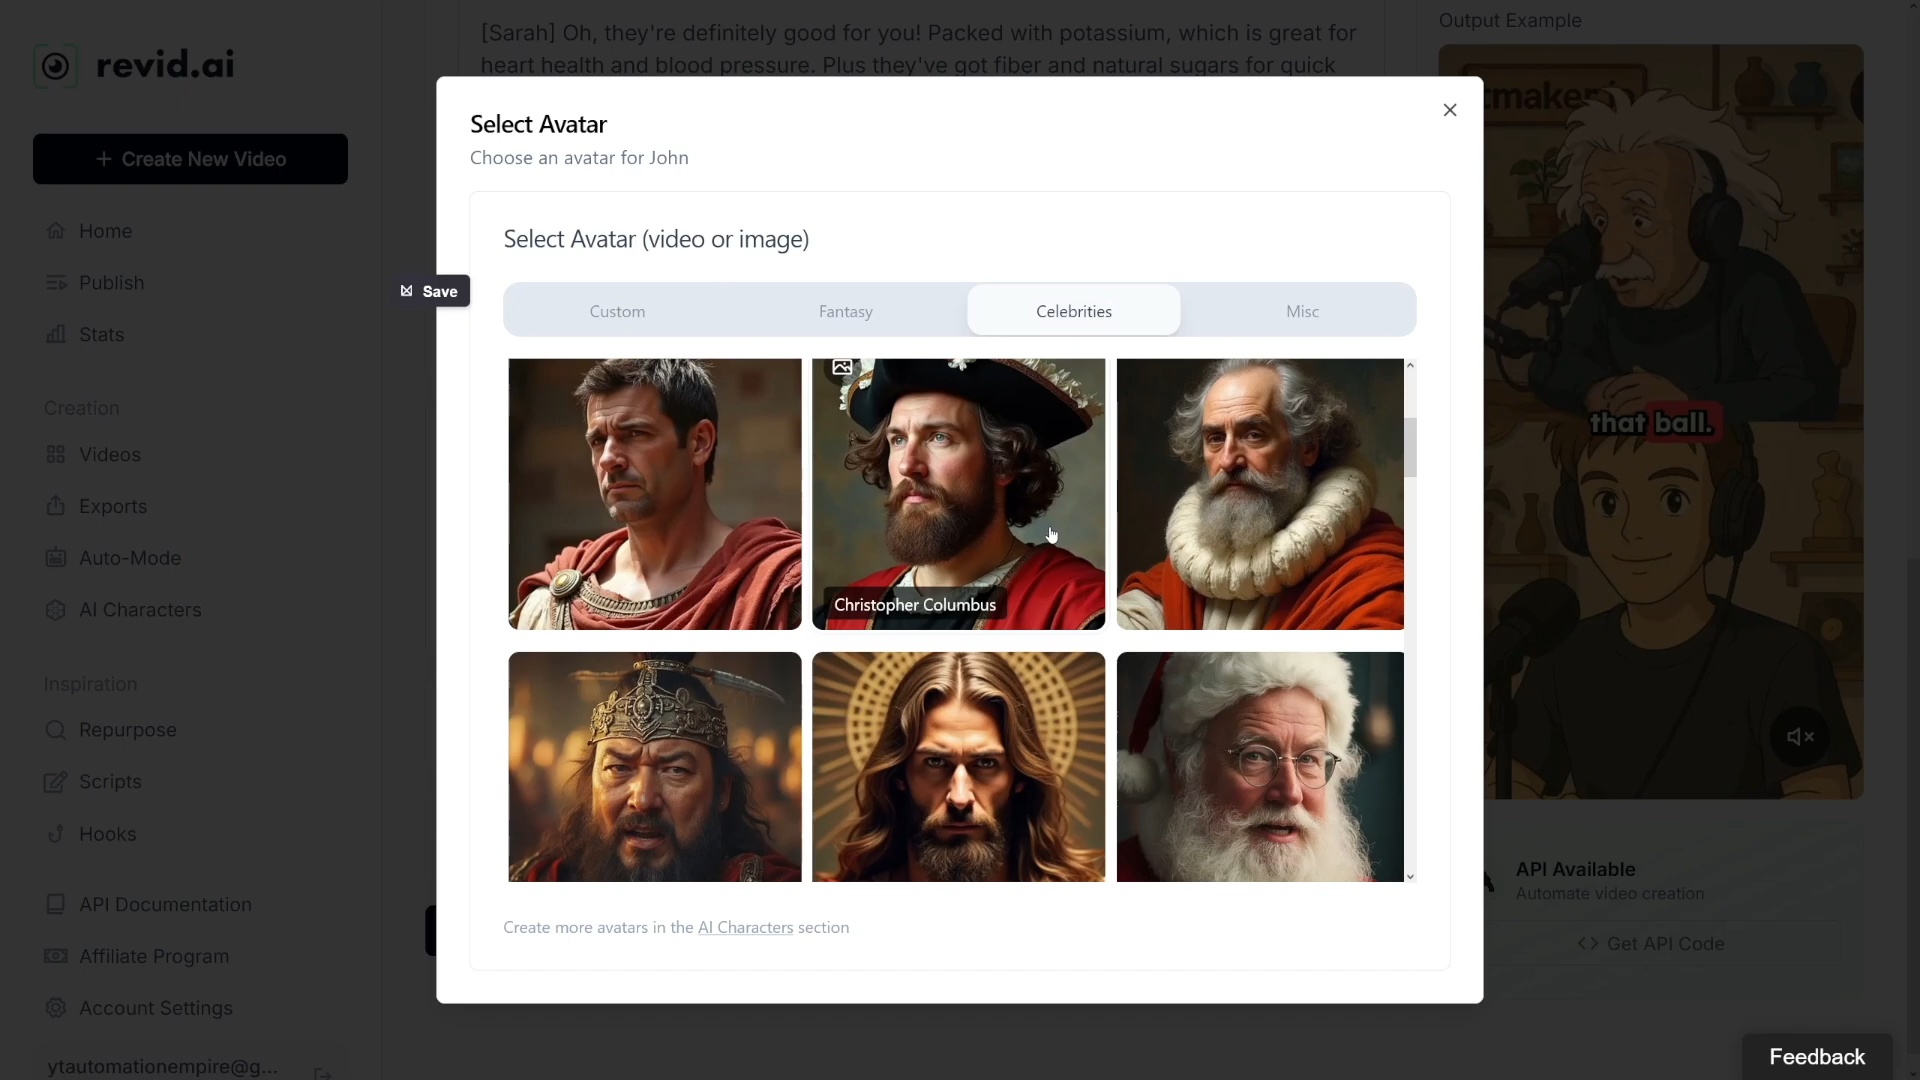 revid.ai
+ Create New Video
Home
Publish
Stats
Creation
Videos
Exports
Auto-Mode
AI Characters
Inspiration
Repurpose
Scripts
Hooks
API Documentation
Affiliate Program
Account Settings
ytautomationempire@g...
[Sarah] Oh, they're definitely good for you! Packed with potassium, which is great for
heart health and blood pressure. Plus they've got fiber and natural sugars for quick
Save
Select Avatar
Choose an avatar for John
Select Avatar (video or image)
Custom
Fantasy
Celebrities
Misc
Christopher Columbus
Create more avatars in the AI Characters section
Output Example
that ball.
API Available
Automate video creation
<> Get API Code
Feedback